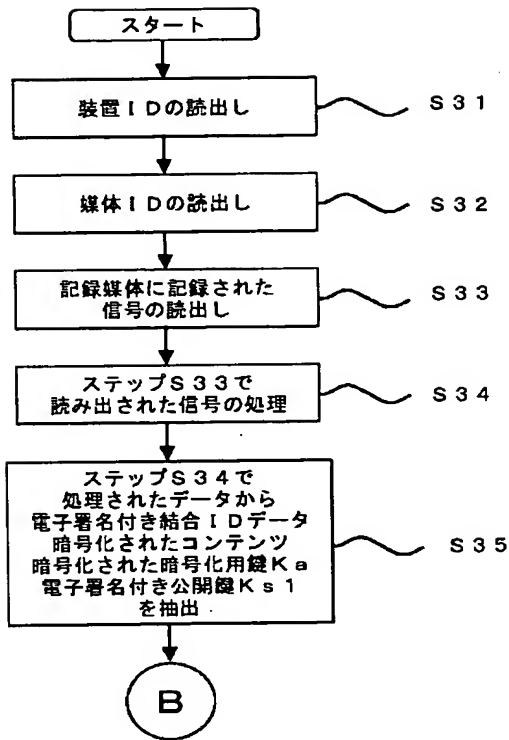 スタート
装置ＩＤの読出し
Ｓ３１
媒体ＩＤの読出し
Ｓ３２
記録媒体に記録された
信号の読出し
Ｓ３３
ステップＳ３３で
読み出された信号の処理
Ｓ３４
ステップＳ３４で
処理されたデータから
電子署名付き結合ＩＤデータ
暗号化されたコンテンツ
暗号化された暗号化用鍵Ｋａ
電子署名付き公開鍵Ｋｓ１
を抽出
Ｓ３５
B